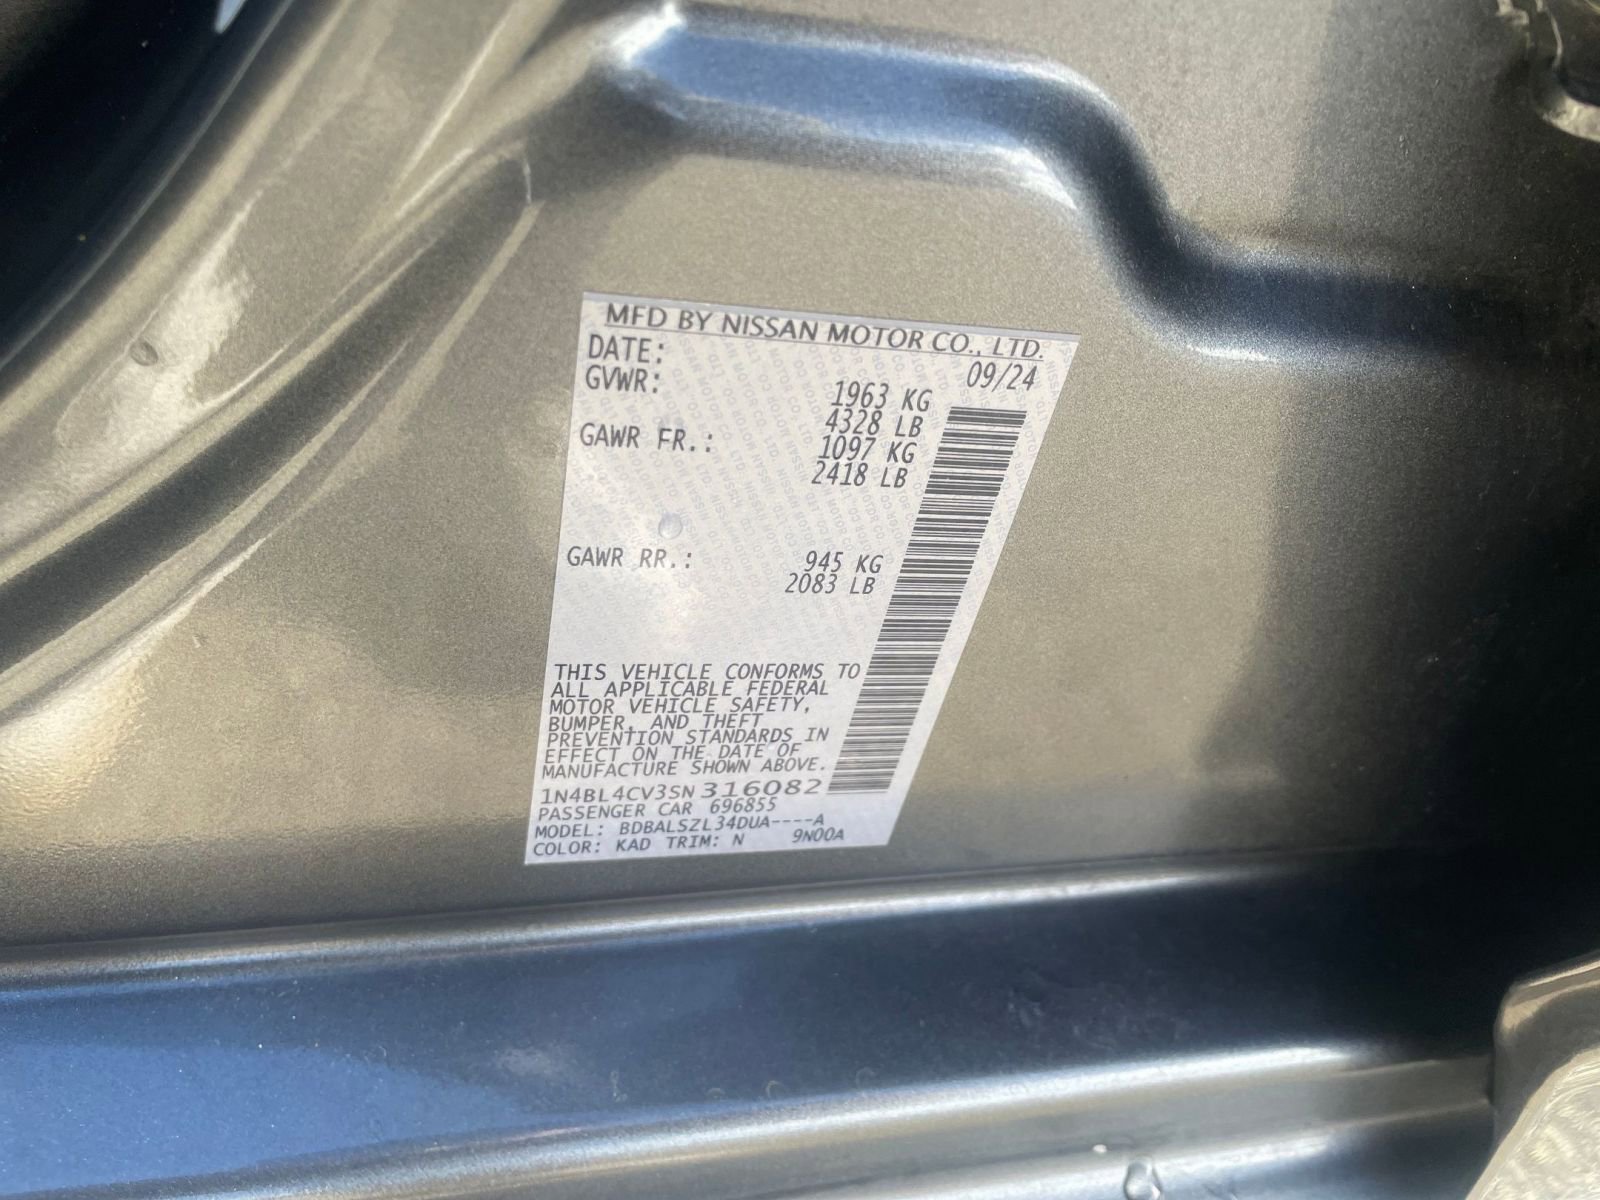 MFD BY NISSAN MOTOR CO., LTD.
DATE: 09/24
GVWR: 1963 KG
4328 LB
GAWR FR.: 1097 KG
2418 LB
GAWR RR.: 945 KG
2083 LB
THIS VEHICLE CONFORMS TO
ALL APPLICABLE FEDERAL
MOTOR VEHICLE SAFETY,
BUMPER, AND THEFT
PREVENTION STANDARDS IN
EFFECT ON THE DATE OF
MANUFACTURE SHOWN ABOVE.
1N4BL4CV3SN316082
PASSENGER CAR 696855
MODEL: BDBALSZL34DUA----A
COLOR: KAD TRIM: N 9N00A